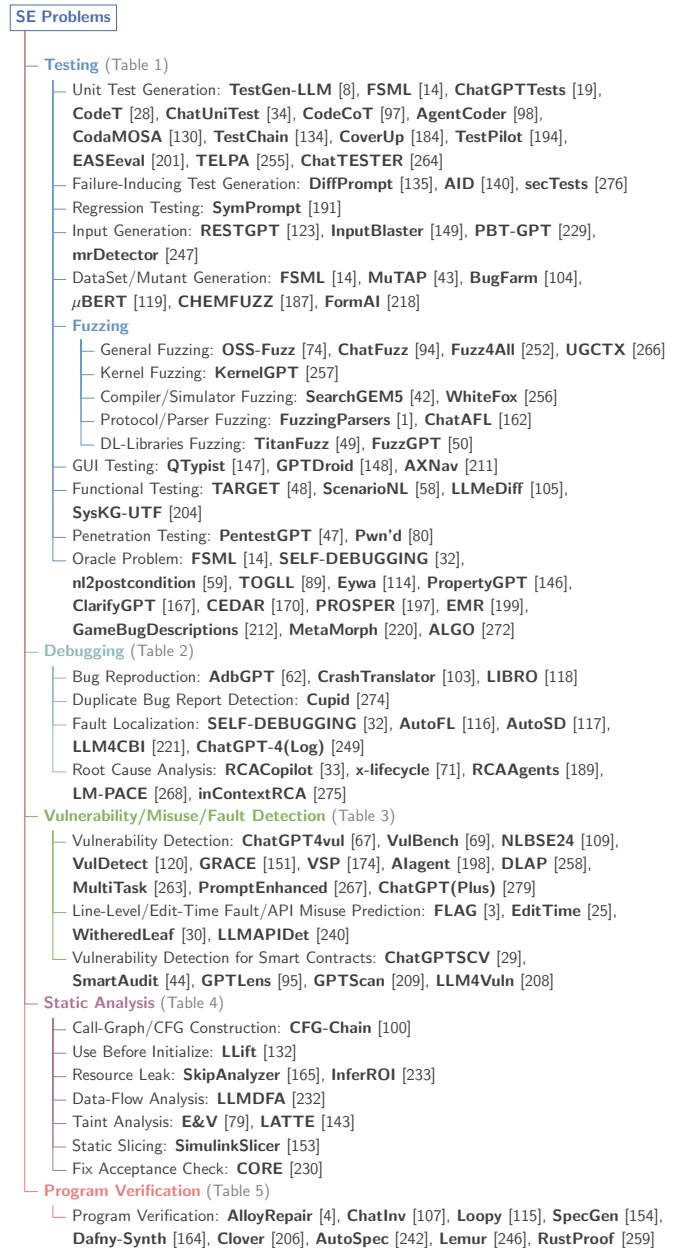 SE Problems
Testing (Table 1)
Unit Test Generation: TestGen-LLM [8], FSML [14], ChatGPTTests [19],
CodeT [28], ChatUniTest [34], CodeCoT [97], AgentCoder [98],
CodaMOSA [130], TestChain [134], CoverUp [184], TestPilot [194],
EASEeval [201], TELPA [255], ChatTESTER [264]
Failure-Inducing Test Generation: DiffPrompt [135], AID [140], secTests [276]
Regression Testing: SymPrompt [191]
Input Generation: RESTGPT [123], InputBlaster [149], PBT-GPT [229],
mrDetector [247]
DataSet/Mutant Generation: FSML [14], MuTAP [43], BugFarm [104],
μBERT [119], CHEMFUZZ [187], FormAI [218]
Fuzzing
General Fuzzing: OSS-Fuzz [74], ChatFuzz [94], Fuzz4All [252], UGCTX [266]
Kernel Fuzzing: KernelGPT [257]
Compiler/Simulator Fuzzing: SearchGEM5 [42], WhiteFox [256]
Protocol/Parser Fuzzing: FuzzingParsers [1], ChatAFL [162]
DL-Libraries Fuzzing: TitanFuzz [49], FuzzGPT [50]
GUI Testing: QTypist [147], GPTDroid [148], AXNav [211]
Functional Testing: TARGET [48], ScenarioNL [58], LLMeDiff [105],
SysKG-UTF [204]
Penetration Testing: PentestGPT [47], Pwn'd [80]
Oracle Problem: FSML [14], SELF-DEBUGGING [32],
nl2postcondition [59], TOGLL [89], Eywa [114], PropertyGPT [146],
ClarifyGPT [167], CEDAR [170], PROSPER [197], EMR [199],
GameBugDescriptions [212], MetaMorph [220], ALGO [272]
Debugging (Table 2)
Bug Reproduction: AdbGPT [62], CrashTranslator [103], LIBRO [118]
Duplicate Bug Report Detection: Cupid [274]
Fault Localization: SELF-DEBUGGING [32], AutoFL [116], AutoSD [117],
LLM4CBI [221], ChatGPT-4(Log) [249]
Root Cause Analysis: RCACopilot [33], x-lifecycle [71], RCAAgents [189],
LM-PACE [268], inContextRCA [275]
Vulnerability/Misuse/Fault Detection (Table 3)
Vulnerability Detection: ChatGPT4vul [67], VulBench [69], NLBSE24 [109],
VulDetect [120], GRACE [151], VSP [174], AIagent [198], DLAP [258],
MultiTask [263], PromptEnhanced [267], ChatGPT(Plus) [279]
Line-Level/Edit-Time Fault/API Misuse Prediction: FLAG [3], EditTime [25],
WitheredLeaf [30], LLMAPIDet [240]
Vulnerability Detection for Smart Contracts: ChatGPTSCV [29],
SmartAudit [44], GPTLens [95], GPTScan [209], LLM4Vuln [208]
Static Analysis (Table 4)
Call-Graph/CFG Construction: CFG-Chain [100]
Use Before Initialize: LLift [132]
Resource Leak: SkipAnalyzer [165], InferROI [233]
Data-Flow Analysis: LLMDFA [232]
Taint Analysis: E&V [79], LATTE [143]
Static Slicing: SimulinkSlicer [153]
Fix Acceptance Check: CORE [230]
Program Verification (Table 5)
Program Verification: AlloyRepair [4], ChatInv [107], Loopy [115], SpecGen [154],
Dafny-Synth [164], Clover [206], AutoSpec [242], Lemur [246], RustProof [259]